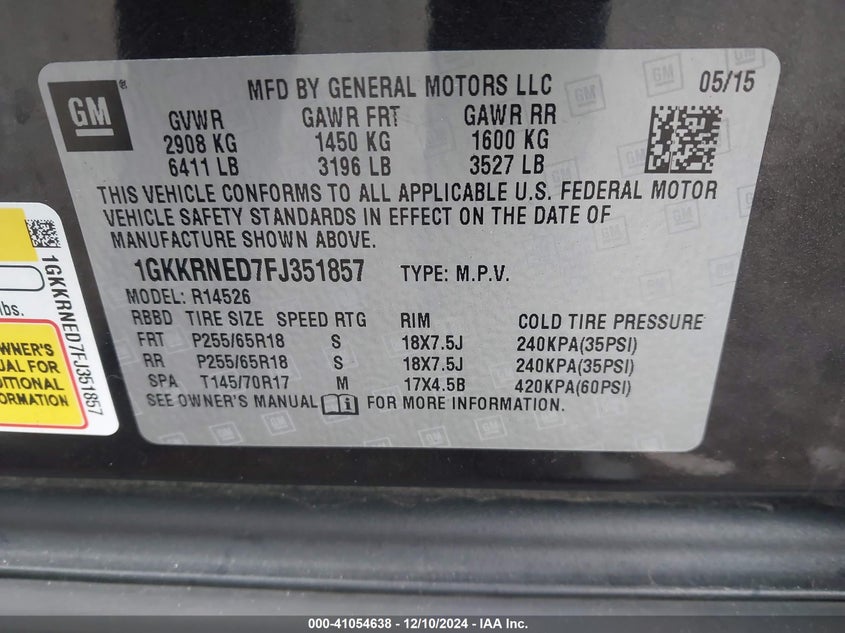 GM
MFD BY GENERAL MOTORS LLC 05/15
GVWR GAWR FRT GAWR RR
2908 KG 1450 KG 1600 KG
6411 LB 3196 LB 3527 LB
THIS VEHICLE CONFORMS TO ALL APPLICABLE U.S. FEDERAL MOTOR
VEHICLE SAFETY STANDARDS IN EFFECT ON THE DATE OF
MANUFACTURE SHOWN ABOVE.
1GKKRNED7FJ351857 TYPE: M.P.V.
MODEL: R14526
RBBD TIRE SIZE SPEED RTG RIM COLD TIRE PRESSURE
FRT P255/65R18 S 18X7.5J 240KPA(35PSI)
RR P255/65R18 S 18X7.5J 240KPA(35PSI)
SPA T145/70R17 M 17X4.5B 420KPA(60PSI)
SEE OWNER'S MANUAL FOR MORE INFORMATION.
1GKKRNED7FJ351857
lbs.
OWNER'S
FOR
000-41054638 - 12/10/2024 - IAA Inc.